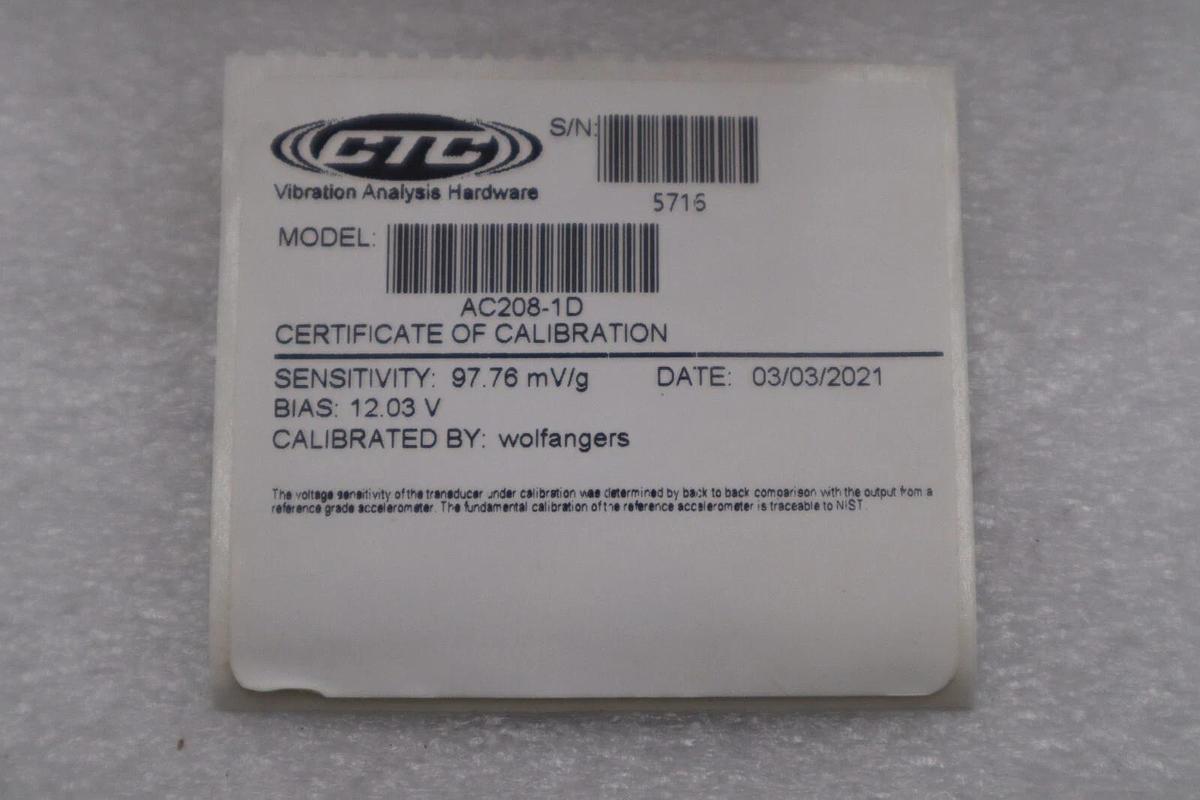 CTC
S/N:
Vibration Analysis Hardware
5716
MODEL:
AC208-1D
CERTIFICATE OF CALIBRATION
SENSITIVITY: 97.76 mV/g DATE: 03/03/2021
BIAS: 12.03 V
CALIBRATED BY: wolfangers
The voltage sensitivity of the transducer under calibration was determined by back to back comparison with the output from a
reference grade accelerometer. The fundamental calibration of the reference accelerometer is traceable to NIST.